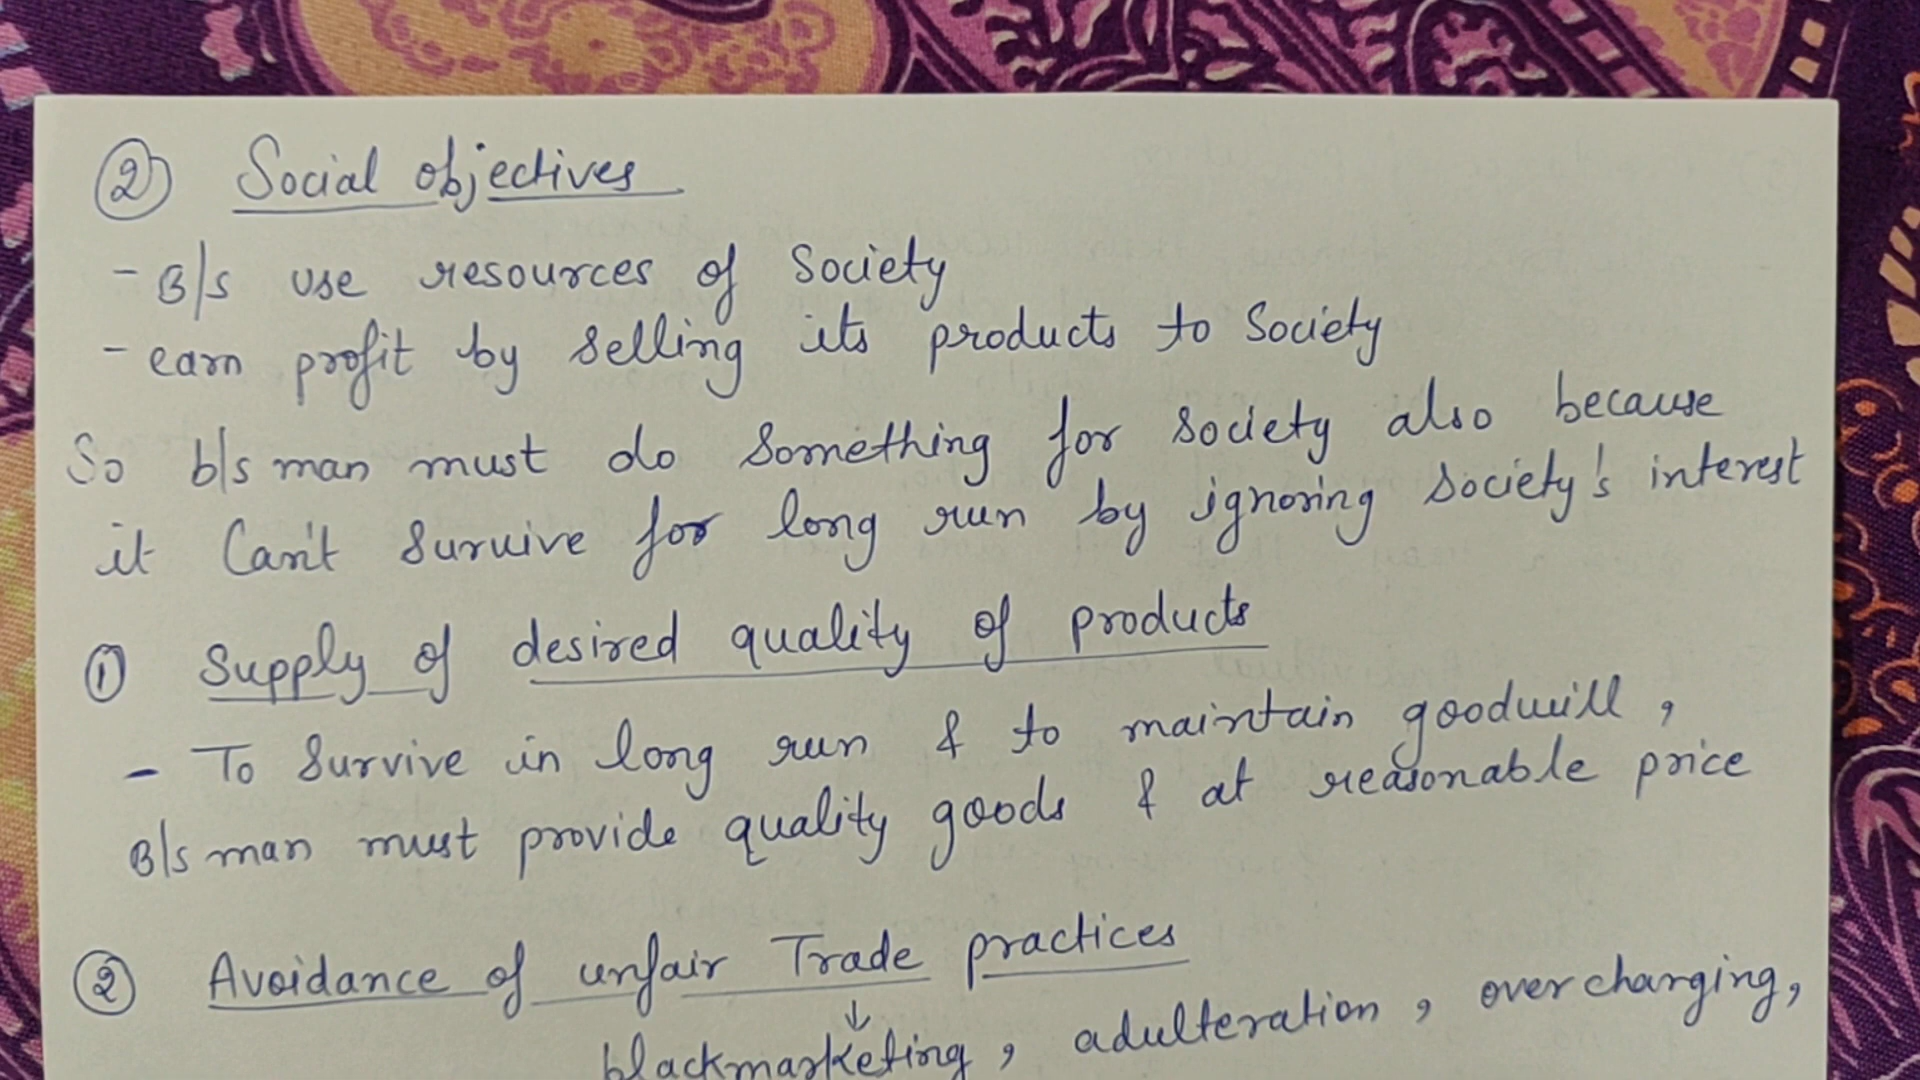 ② Social objectives
- B/s use resources of Society
- earn profit by selling its products to Society
So b/s man must do Something for Society also because
it Can't Survive for long run by ignoring Society's interest
① Supply of desired quality of products
- To Survive in long run & to maintain goodwill,
B/s man must provide quality goods & at reasonable price
② Avoidance of unfair Trade practices
↓
blackmarketing, adulteration, overcharging,